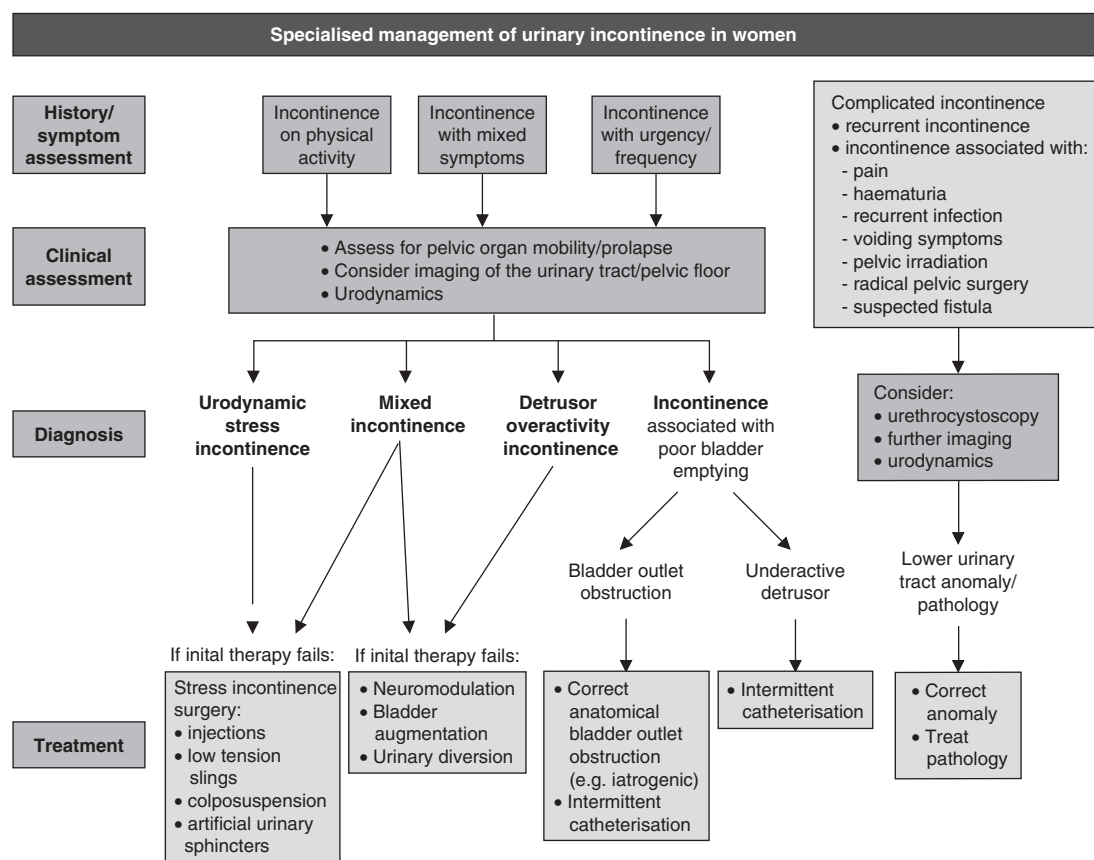 Specialised management of urinary incontinence in women
History/
symptom
assessment
Incontinence
on physical
activity
Incontinence
with mixed
symptoms
Incontinence
with urgency/
frequency
Complicated incontinence
• recurrent incontinence
• incontinence associated with:
- pain
- haematuria
- recurrent infection
- voiding symptoms
- pelvic irradiation
- radical pelvic surgery
- suspected fistula
Clinical
assessment
• Assess for pelvic organ mobility/prolapse
• Consider imaging of the urinary tract/pelvic floor
• Urodynamics
Diagnosis
Urodynamic
stress
incontinence
Mixed
incontinence
Detrusor
overactivity
incontinence
Incontinence
associated with
poor bladder
emptying
Consider:
• urethrocystoscopy
• further imaging
• urodynamics
Bladder outlet
obstruction
Underactive
detrusor
Lower urinary
tract anomaly/
pathology
Treatment
If inital therapy fails:
Stress incontinence
surgery:
• injections
• low tension
slings
• colposuspension
• artificial urinary
sphincters
If inital therapy fails:
• Neuromodulation
• Bladder
augmentation
• Urinary diversion
• Correct
anatomical
bladder outlet
obstruction
(e.g. iatrogenic)
• Intermittent
catheterisation
• Intermittent
catheterisation
• Correct
anomaly
• Treat
pathology